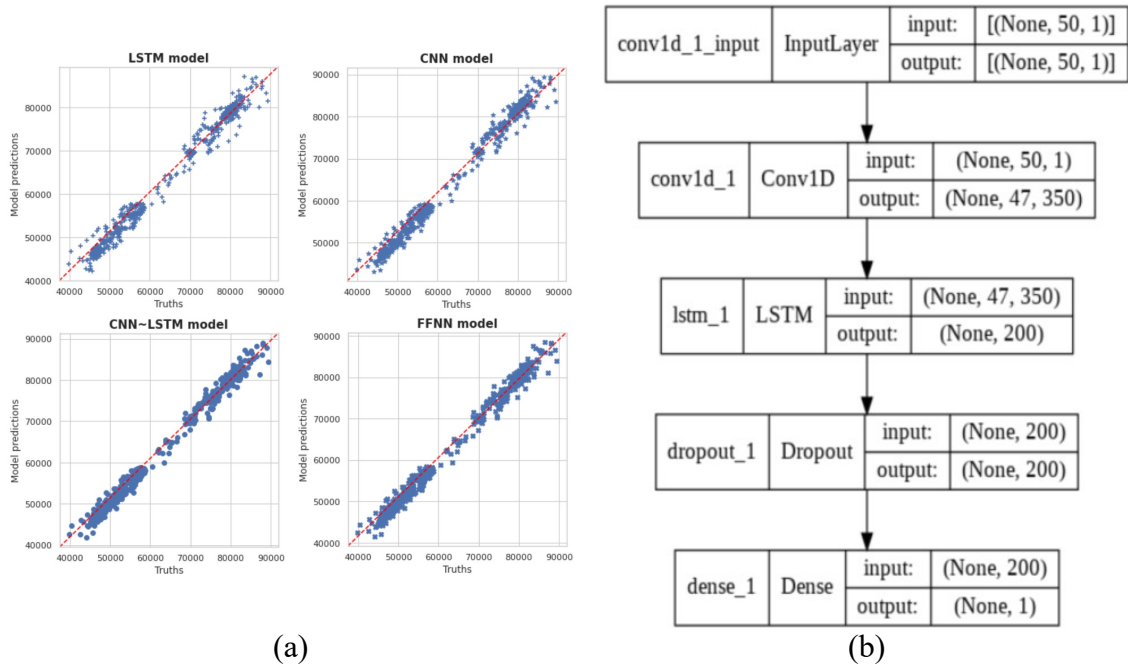 LSTM model
Model predictions
80000
70000
60000
50000
40000
40000 50000 60000 70000 80000 90000
Truths
CNN model
Model predictions
90000
80000
70000
60000
50000
40000 50000 60000 70000 80000 90000
Truths
CNN~LSTM model
Model predictions
90000
80000
70000
60000
50000
40000
40000 50000 60000 70000 80000 90000
Truths
FFNN model
Model predictions
90000
80000
70000
60000
50000
40000
40000 50000 60000 70000 80000 90000
Truths
(a)
conv1d_1_input InputLayer input: [(None, 50, 1)]
output: [(None, 50, 1)]
conv1d_1 Conv1D input: (None, 50, 1)
output: (None, 47, 350)
lstm_1 LSTM input: (None, 47, 350)
output: (None, 200)
dropout_1 Dropout input: (None, 200)
output: (None, 200)
dense_1 Dense input: (None, 200)
output: (None, 1)
(b)